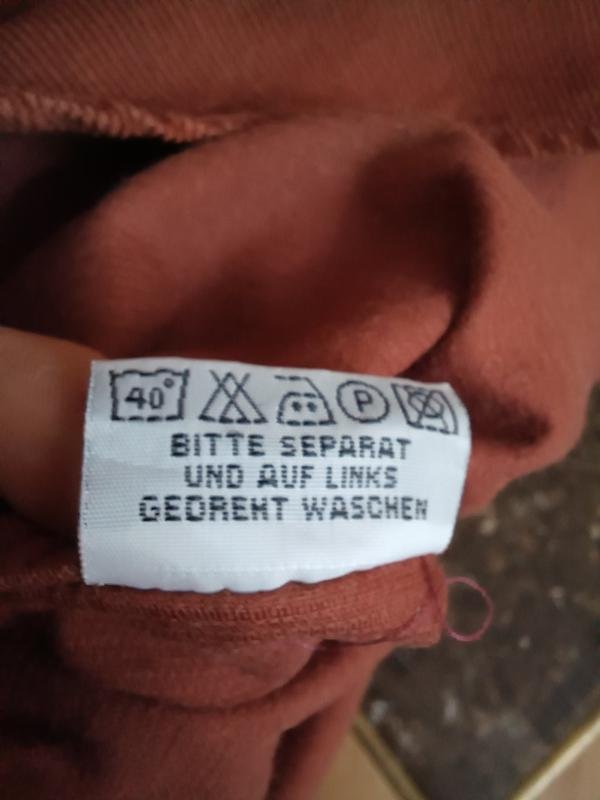 40° P
BITTE SEPARAT
UND AUF LINKS
GEDREHT WASCHEN